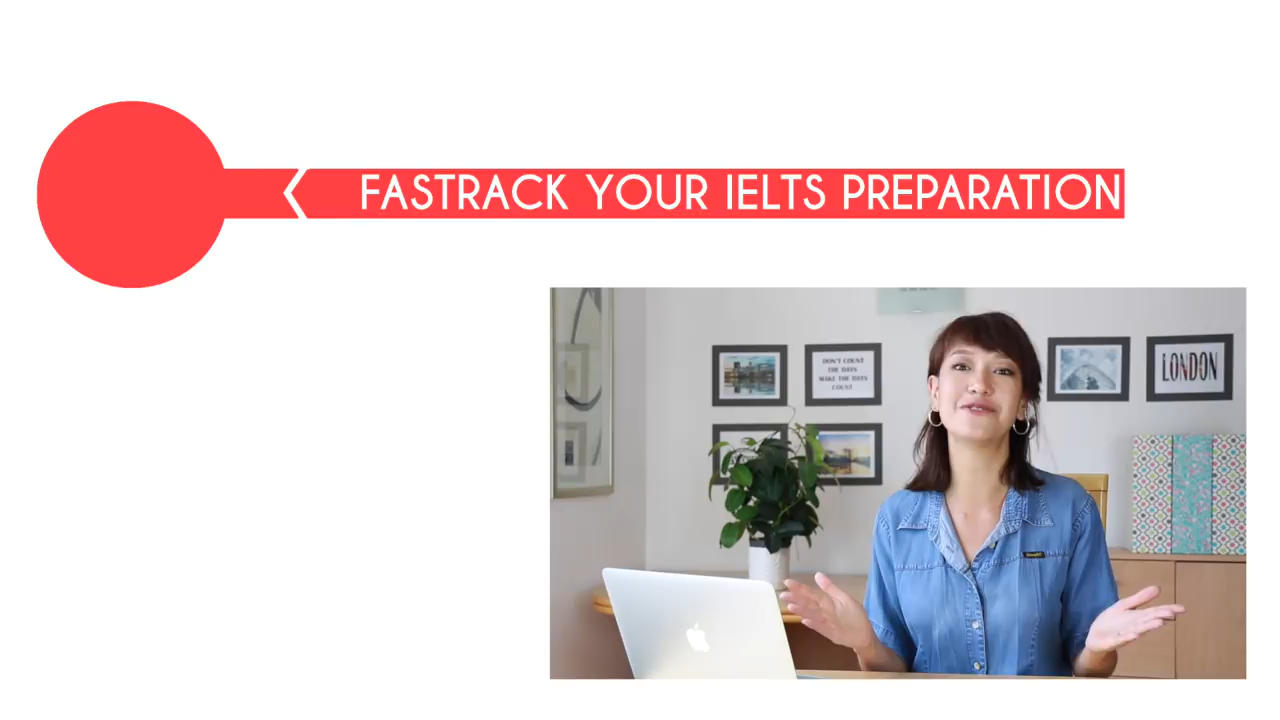 FASTRACK YOUR IELTS PREPARATION
DON'T COUNT
THE DAYS
MAKE THE DAYS
COUNT
LONDON